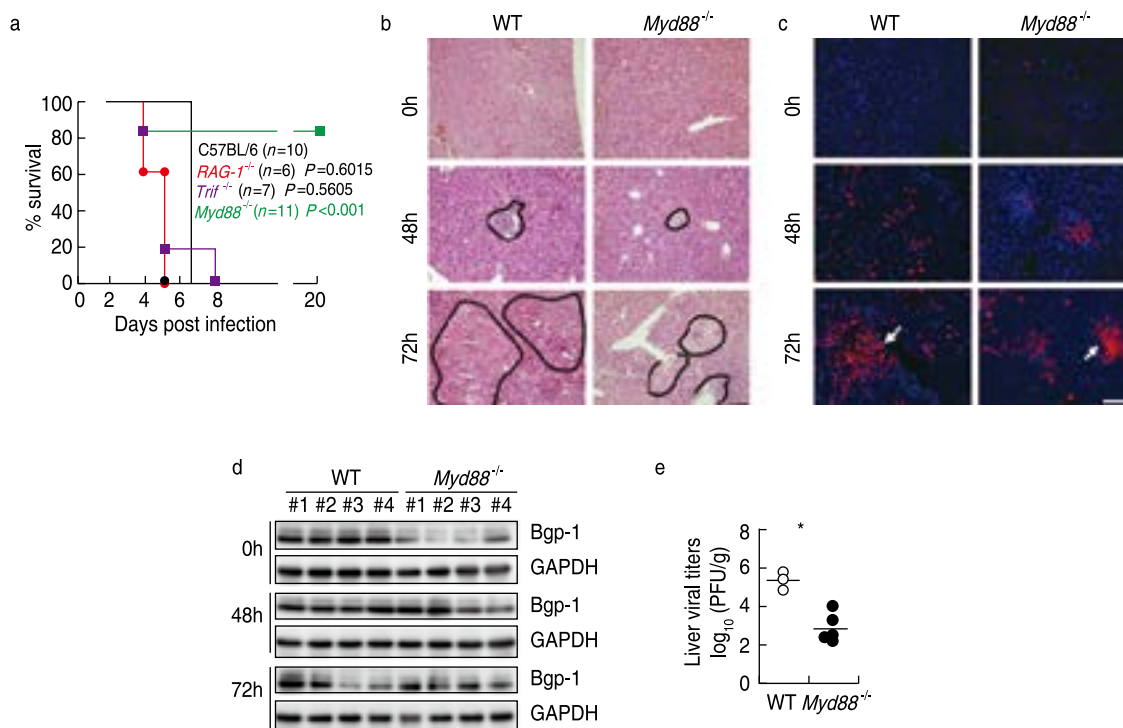 a
100
80
60
40
20
0
% survival
0 2 4 6 8 20
Days post infection
C57BL/6 (n=10)
RAG-1-/- (n=6) P=0.6015
Trif -/- (n=7) P=0.5605
Myd88-/- (n=11) P<0.001
b
WT Myd88-/-
0h
48h
72h
c
WT Myd88-/-
0h
48h
72h
d
WT Myd88-/-
#1 #2 #3 #4 #1 #2 #3 #4
0h
Bgp-1
GAPDH
48h
Bgp-1
GAPDH
72h
Bgp-1
GAPDH
e
8
6
4
2
0
*
Liver viral titers
log10 (PFU/g)
WT Myd88-/-